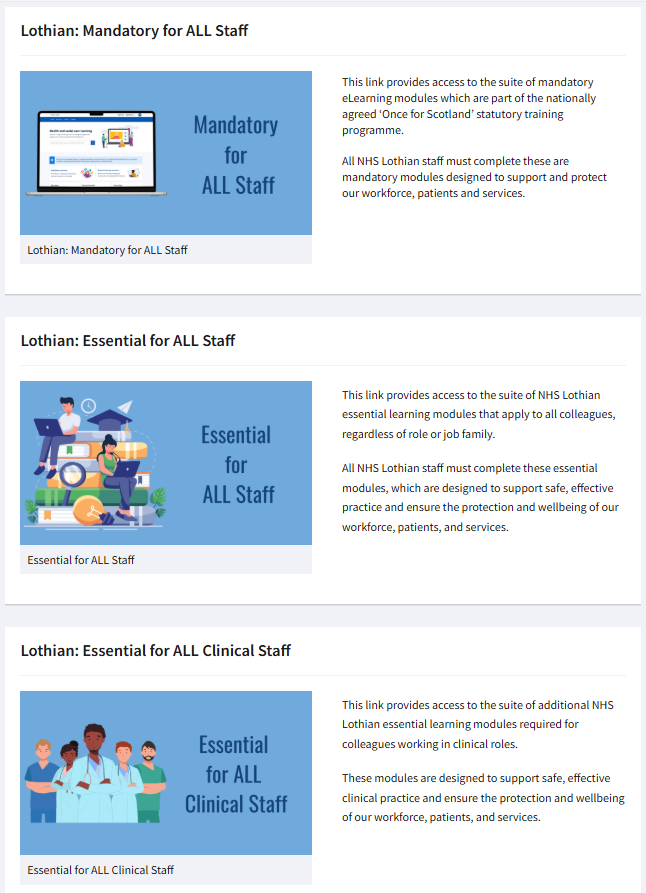 Lothian: Mandatory for ALL Staff
Mandatory
for
ALL Staff
Lothian: Mandatory for ALL Staff
This link provides access to the suite of mandatory
eLearning modules which are part of the nationally
agreed ‘Once for Scotland’ statutory training
programme.
All NHS Lothian staff must complete these are
mandatory modules designed to support and protect
our workforce, patients and services.
Lothian: Essential for ALL Staff
Essential
for
ALL Staff
Essential for ALL Staff
This link provides access to the suite of NHS Lothian
essential learning modules that apply to all colleagues,
regardless of role or job family.
All NHS Lothian staff must complete these essential
modules, which are designed to support safe, effective
practice and ensure the protection and wellbeing of our
workforce, patients, and services.
Lothian: Essential for ALL Clinical Staff
Essential
for ALL
Clinical Staff
Essential for ALL Clinical Staff
This link provides access to the suite of additional NHS
Lothian essential learning modules required for
colleagues working in clinical roles.
These modules are designed to support safe, effective
clinical practice and ensure the protection and wellbeing
of our workforce, patients, and services.